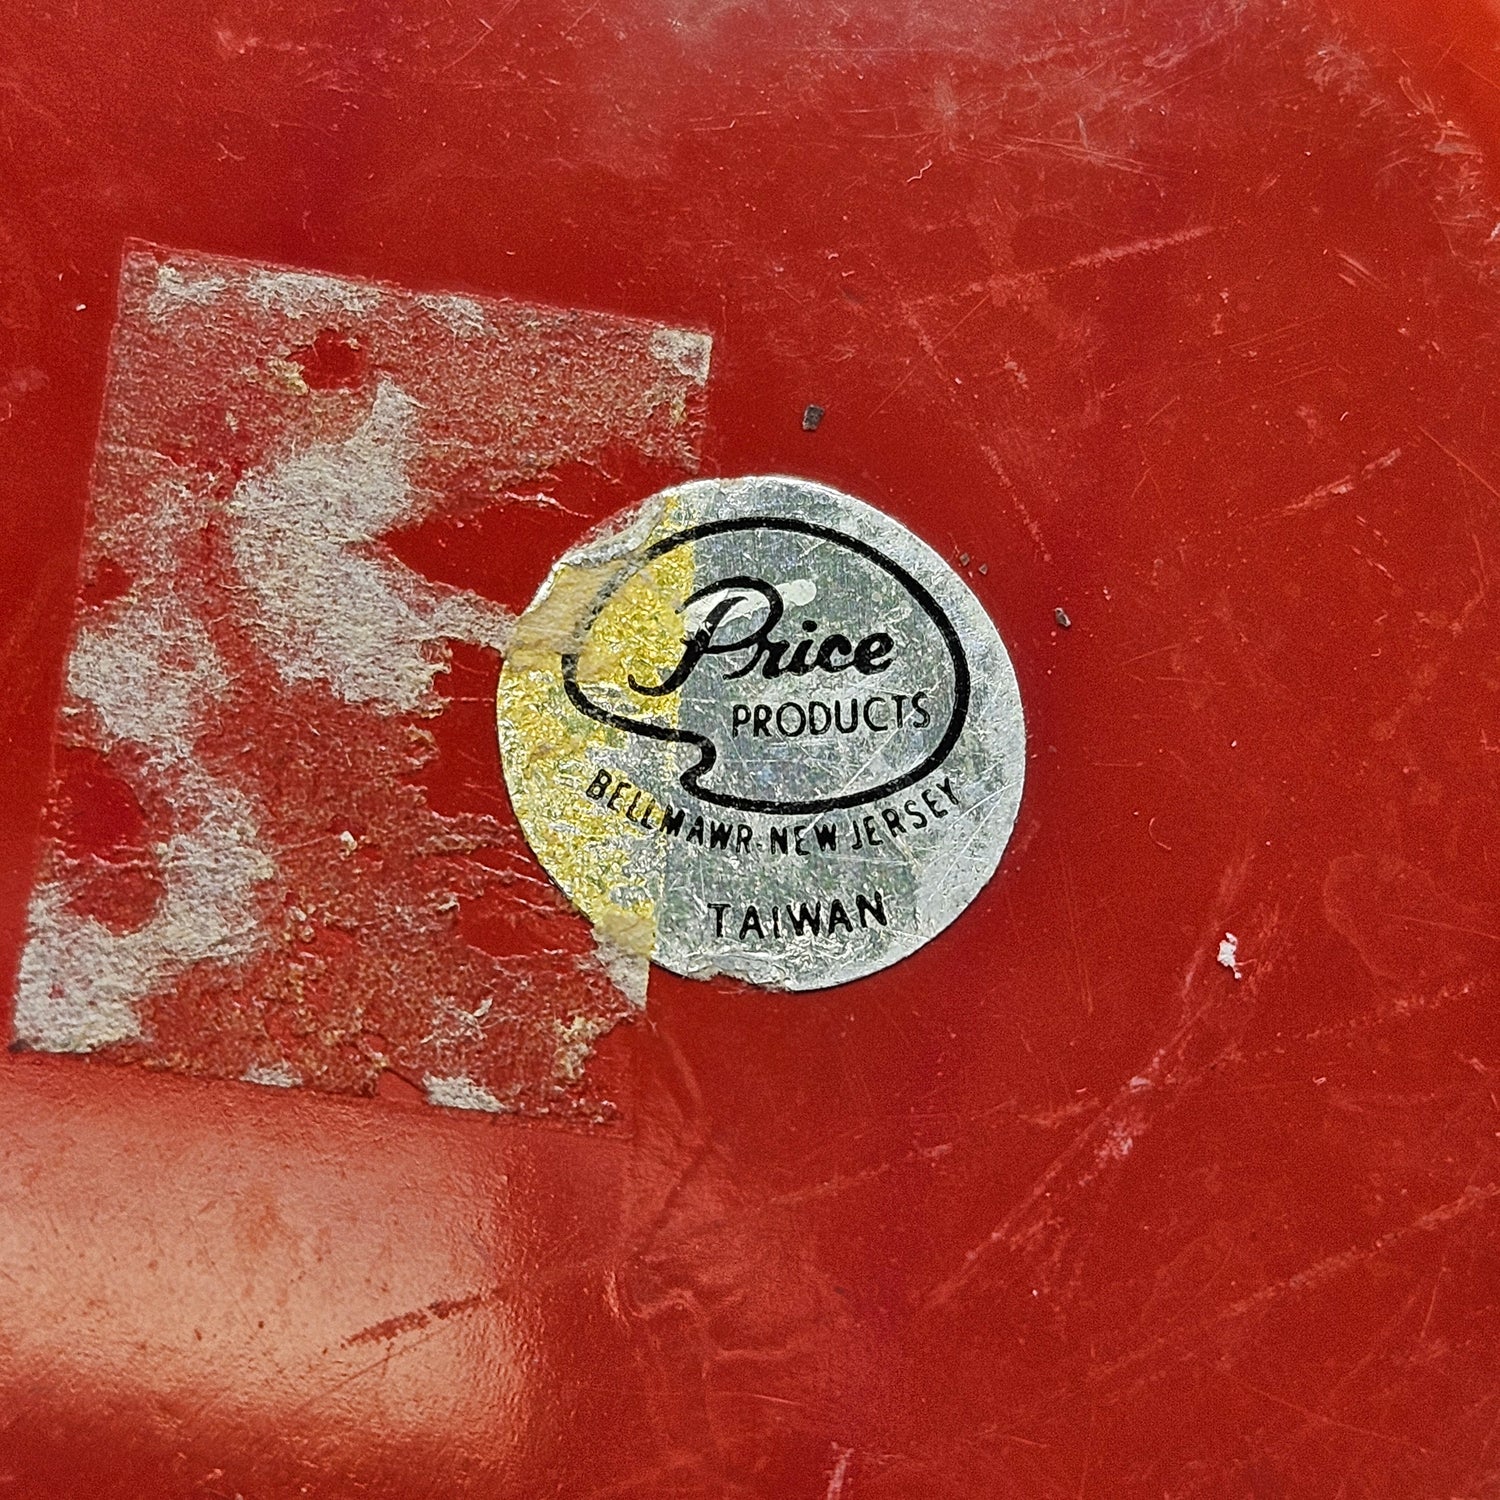 Price
PRODUCTS
BELLMAWR-NEW JERSEY
TAIWAN